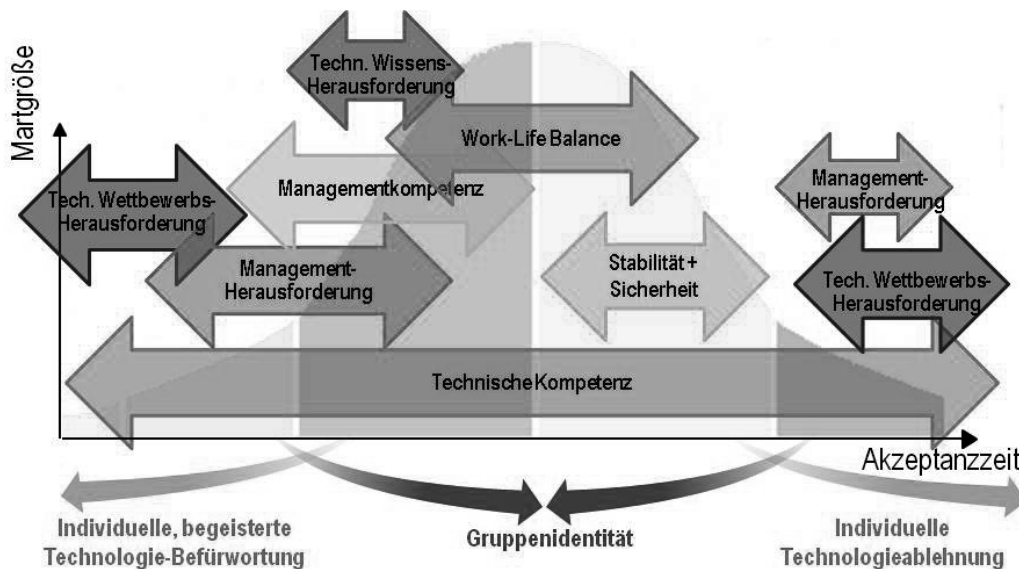 Martgröße
Techn. Wissens-
Herausforderung
Work-Life Balance
Tech. Wettbewerbs-
Herausforderung
Managementkompetenz
Management-
Herausforderung
Management-
Herausforderung
Stabilität +
Sicherheit
Tech. Wettbewerbs-
Herausforderung
Technische Kompetenz
Akzeptanzzeit
Individuelle, begeisterte
Technologie-Befürwortung
Gruppenidentität
Individuelle
Technologieablehnung